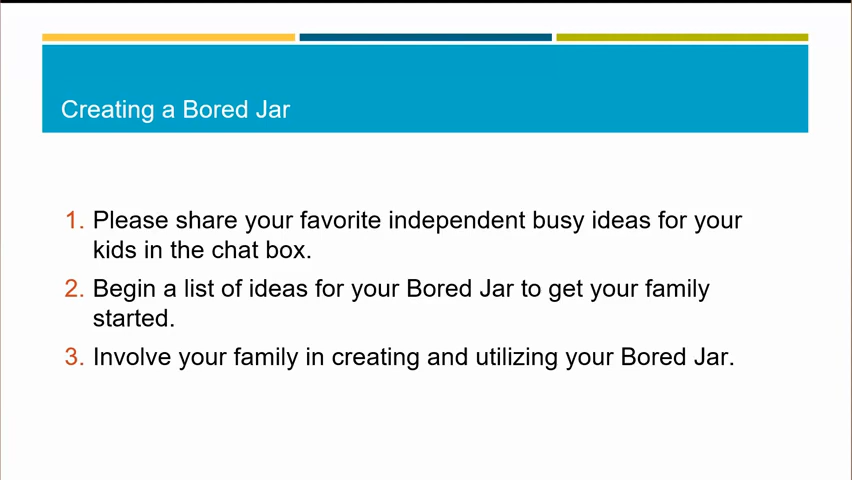 Creating a Bored Jar
1. Please share your favorite independent busy ideas for your
kids in the chat box.
2. Begin a list of ideas for your Bored Jar to get your family
started.
3. Involve your family in creating and utilizing your Bored Jar.